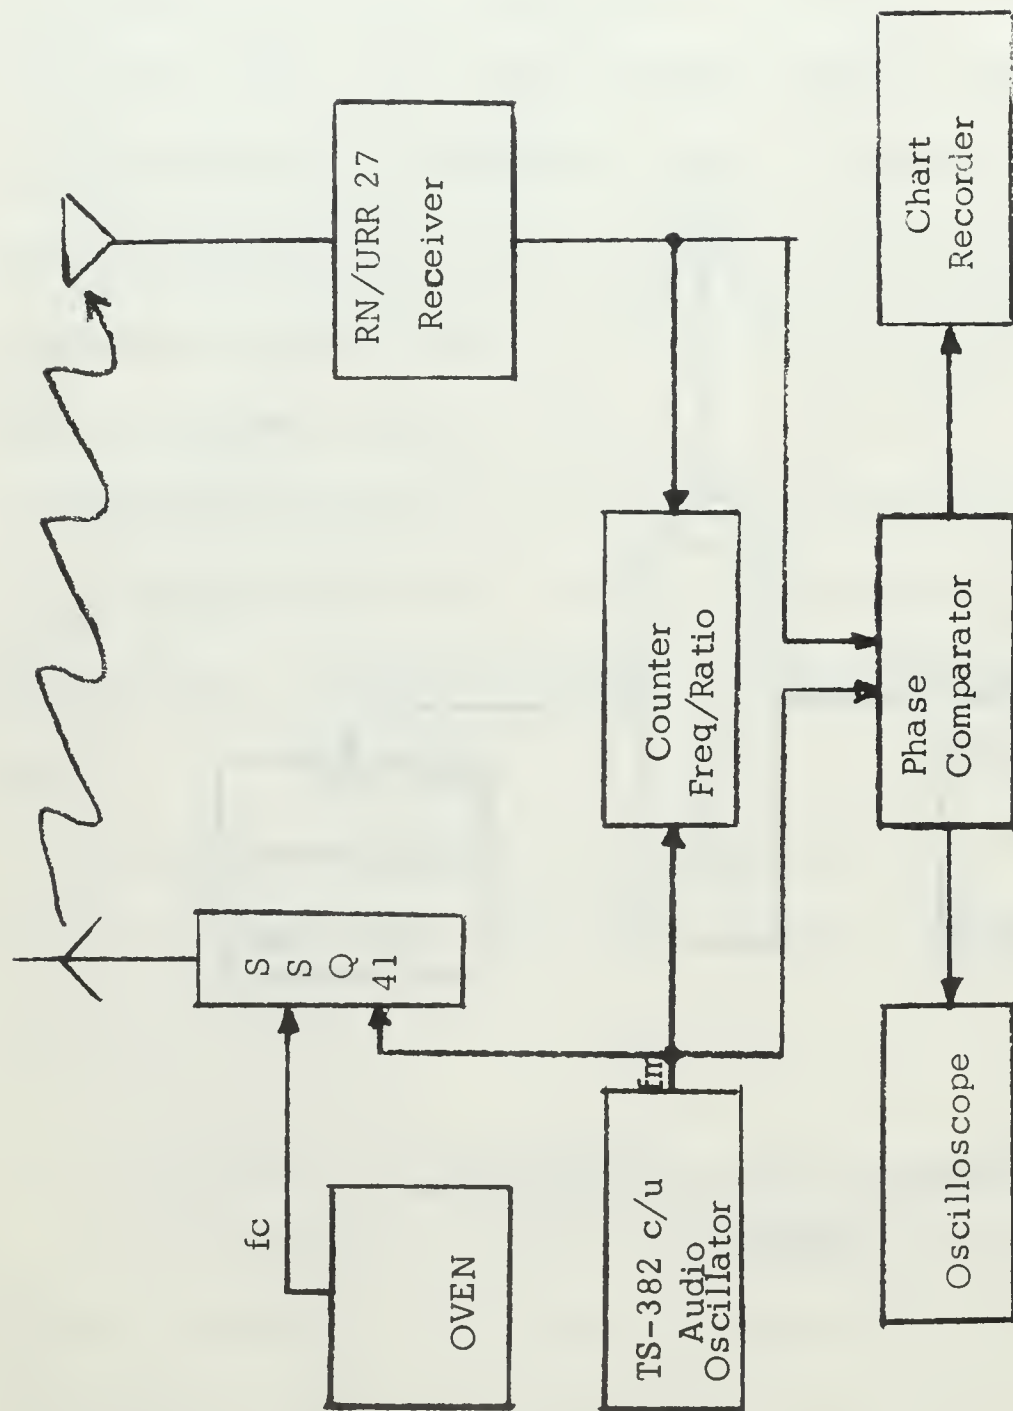 RN/URR 27
Receiver
S
S
Q
41
fc
OVEN
TS-382 c/u
Audio
Oscillator
fm
Counter
Freq/Ratio
Phase
Comparator
Chart
Recorder
Oscilloscope